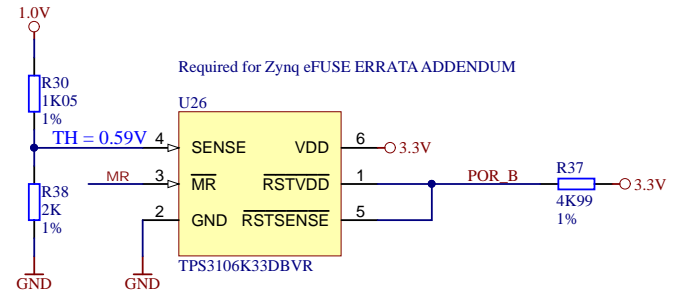 1.0V
Required for Zynq eFUSE ERRATA ADDENDUM
R30
1K05
1%
U26
TH = 0.59V
4
SENSE
VDD
6
3.3V
MR
3
MR
RSTVDD
1
POR_B
R37
3.3V
4K99
1%
R38
2K
1%
2
GND
RSTSENSE
5
TPS3106K33DBVR
GND
GND